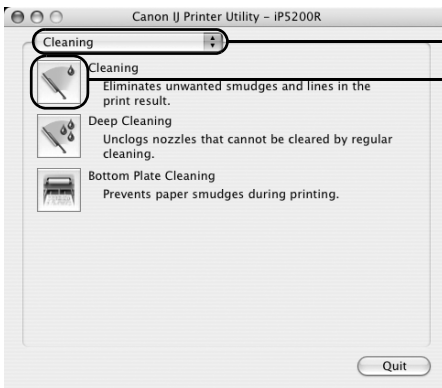 Canon IJ Printer Utility – iP5200R
Cleaning
Cleaning
Eliminates unwanted smudges and lines in the
print result.
Deep Cleaning
Unclogs nozzles that cannot be cleared by regular
cleaning.
Bottom Plate Cleaning
Prevents paper smudges during printing.
Quit